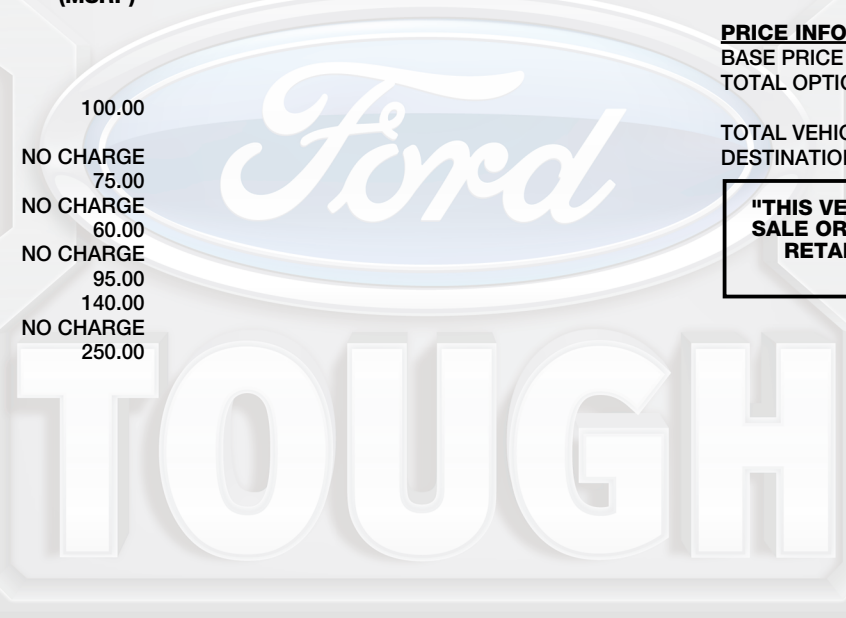 (MSRP)
100.00
NO CHARGE
75.00
NO CHARGE
60.00
NO CHARGE
95.00
140.00
NO CHARGE
250.00
PRICE INFO
BASE PRICE
TOTAL OPTIO
TOTAL VEHIC
DESTINATION
"THIS VE
SALE OR
RETAI
Ford
TOUGH